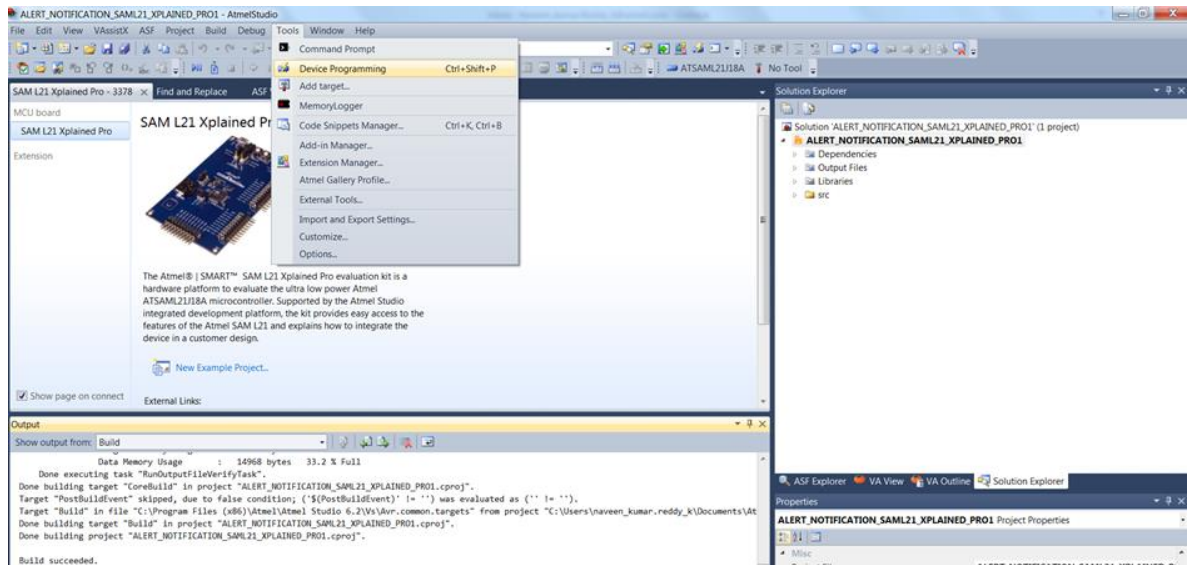 ALERT_NOTIFICATION_SAML21_XPLAINED_PRO1 - AtmelStudio
File Edit View VAssistX ASF Project Build Debug Tools Window Help
ATSAML21J18A No Tool
SAM L21 Xplained Pro - 3378 Find and Replace ASF
MCU board
SAM L21 Xplained Pro
Extension
SAM L21 Xplained Pr
Command Prompt
Device Programming Ctrl+Shift+P
Add target...
MemoryLogger
Code Snippets Manager... Ctrl+K, Ctrl+B
Add-in Manager...
Extension Manager...
Atmel Gallery Profile...
External Tools...
Import and Export Settings...
Customize...
Options...
The Atmel® | SMART™ SAM L21 Xplained Pro evaluation kit is a
hardware platform to evaluate the ultra low power Atmel
ATSAML21J18A microcontroller. Supported by the Atmel Studio
integrated development platform, the kit provides easy access to the
features of the Atmel SAM L21 and explains how to integrate the
device in a customer design.
New Example Project...
Show page on connect
External Links:
Solution Explorer
Solution 'ALERT_NOTIFICATION_SAML21_XPLAINED_PRO1' (1 project)
ALERT_NOTIFICATION_SAML21_XPLAINED_PRO1
Dependencies
Output Files
Libraries
src
Output
Show output from: Build
Data Memory Usage : 14968 bytes 33.2 % Full
Done executing task "RunOutputFileVerifyTask".
Done building target "CoreBuild" in project "ALERT_NOTIFICATION_SAML21_XPLAINED_PRO1.cproj".
Target "PostBuildEvent" skipped, due to false condition; ('$(PostBuildEvent)' != '') was evaluated as ('' != '').
Target "Build" in file "C:\Program Files (x86)\Atmel\Atmel Studio 6.2\Vs\Avr.common.targets" from project "C:\Users\naveen_kumar.reddy_k\Documents\At
Done building target "Build" in project "ALERT_NOTIFICATION_SAML21_XPLAINED_PRO1.cproj".
Done building project "ALERT_NOTIFICATION_SAML21_XPLAINED_PRO1.cproj".
Build succeeded.
ASF Explorer VA View VA Outline Solution Explorer
Properties
ALERT_NOTIFICATION_SAML21_XPLAINED_PRO1 Project Properties
Misc